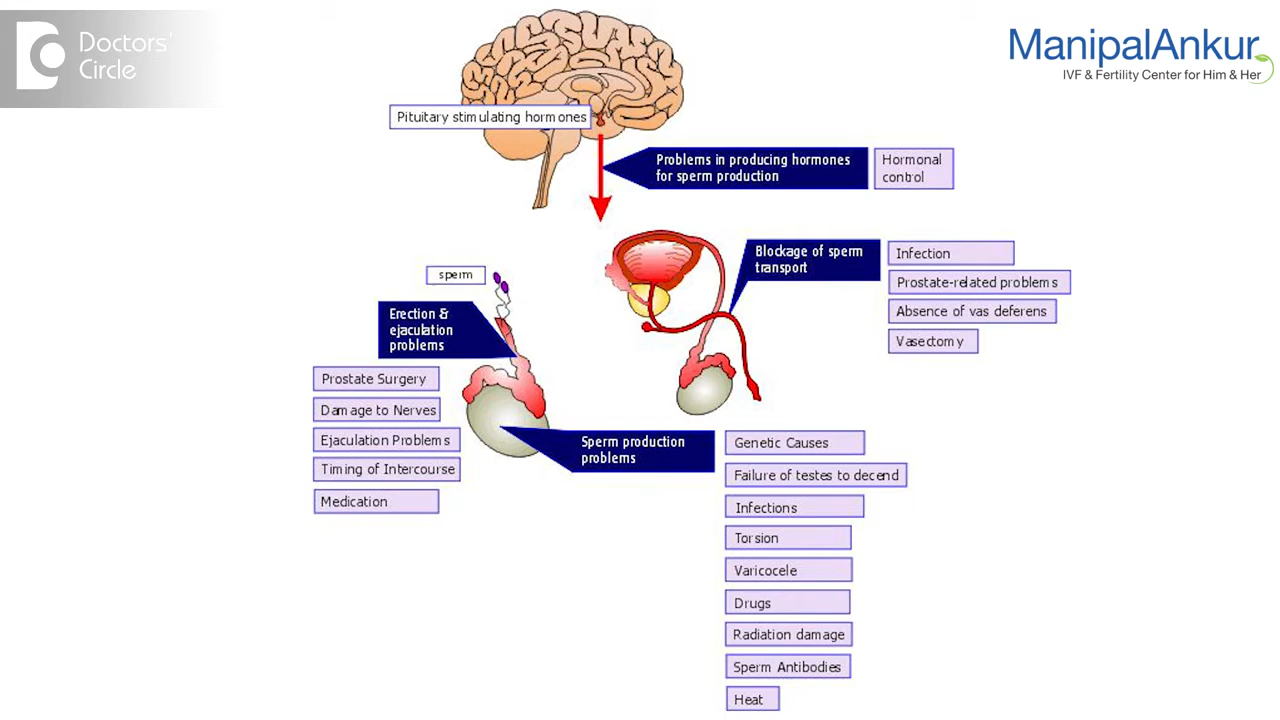 Doctors'
Circle
ManipalAnkur
IVF & Fertility Center for Him & Her
Pituitary stimulating hormones
Problems in producing hormones
for sperm production
Hormonal
control
Blockage of sperm
transport
Infection
Prostate-related problems
Absence of vas deferens
Vasectomy
sperm
Erection &
ejaculation
problems
Prostate Surgery
Damage to Nerves
Ejaculation Problems
Timing of Intercourse
Medication
Sperm production
problems
Genetic Causes
Failure of testes to decend
Infections
Torsion
Varicocele
Drugs
Radiation damage
Sperm Antibodies
Heat